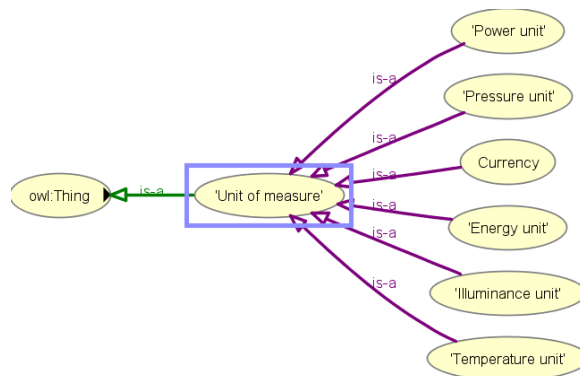 'Power unit'
is-a
'Pressure unit'
is-a
is-a
Currency
is-a
owl:Thing
is-a
'Unit of measure'
is-a
'Energy unit'
is-a
is-a
'Illuminance unit'
'Temperature unit'